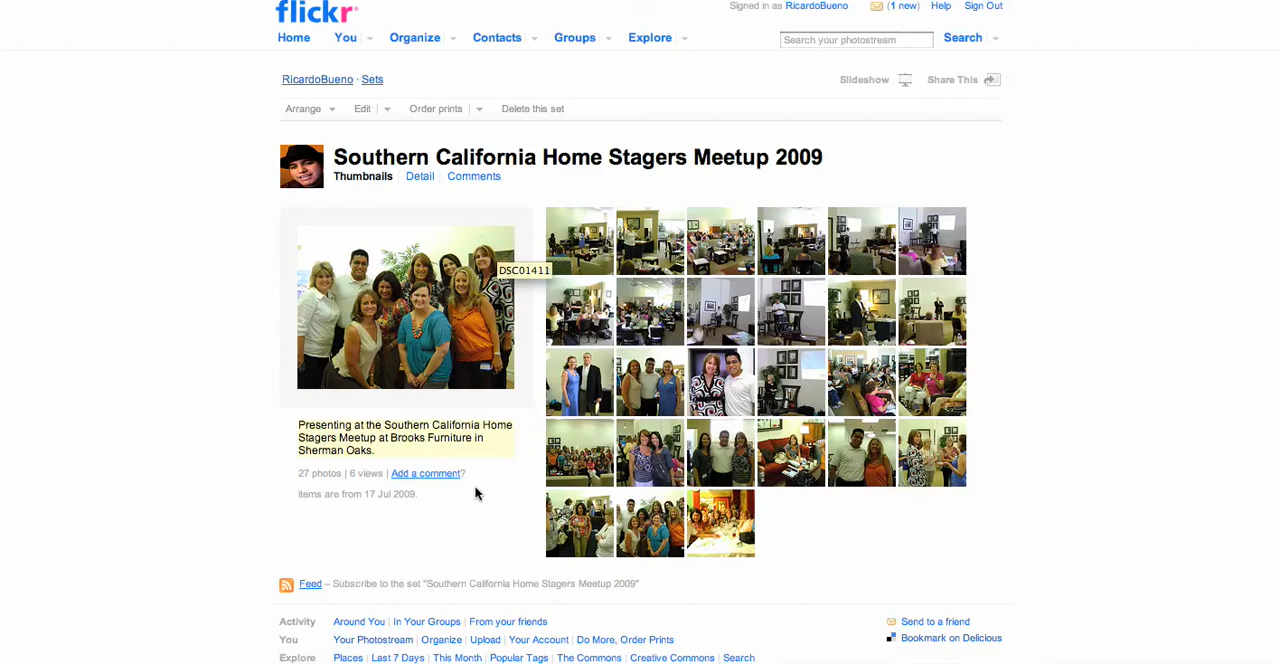 flickr
Signed in as RicardoBueno (1 new) Help Sign Out
Home You Organize Contacts Groups Explore Search your photostream Search
RicardoBueno · Sets Slideshow Share This
Arrange Edit Order prints Delete this set
Southern California Home Stagers Meetup 2009
Thumbnails Detail Comments
DSC01411
Presenting at the Southern California Home
Stagers Meetup at Brooks Furniture in
Sherman Oaks.
27 photos | 6 views | Add a comment?
items are from 17 Jul 2009.
Feed – Subscribe to the set "Southern California Home Stagers Meetup 2009"
Activity Around You | In Your Groups | From your friends Send to a friend
You Your Photostream | Organize | Upload | Your Account | Do More, Order Prints Bookmark on Delicious
Explore Places | Last 7 Days | This Month | Popular Tags | The Commons | Creative Commons | Search